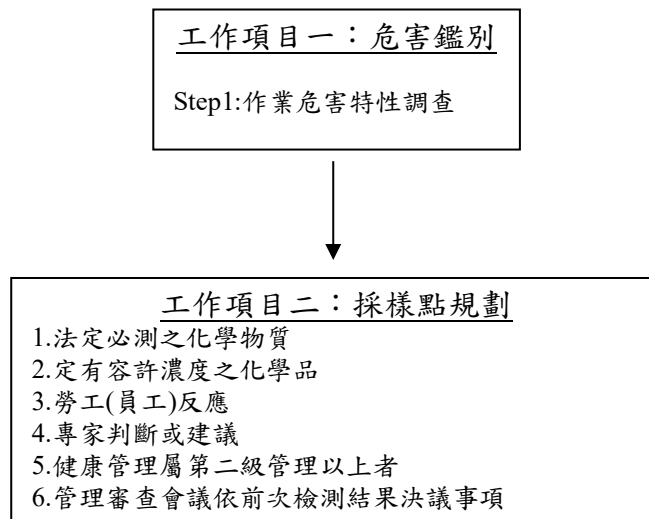 工作項目一：危害鑑別
Step1:作業危害特性調查
工作項目二：採樣點規劃
1.法定必測之化學物質
2.定有容許濃度之化學品
3.勞工(員工)反應
4.專家判斷或建議
5.健康管理屬第二級管理以上者
6.管理審查會議依前次檢測結果決議事項